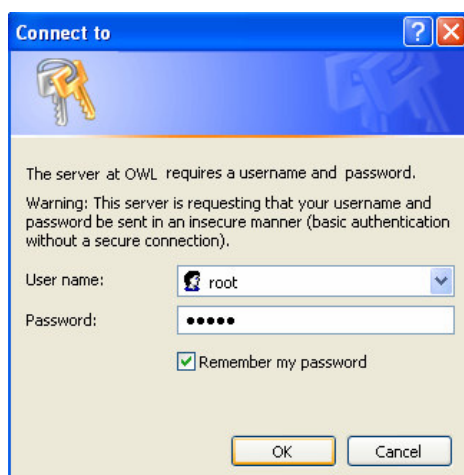 Connect to
The server at OWL requires a username and password.
Warning: This server is requesting that your username and
password be sent in an insecure manner (basic authentication
without a secure connection).
User name: root
Password: •••••
Remember my password
OK Cancel